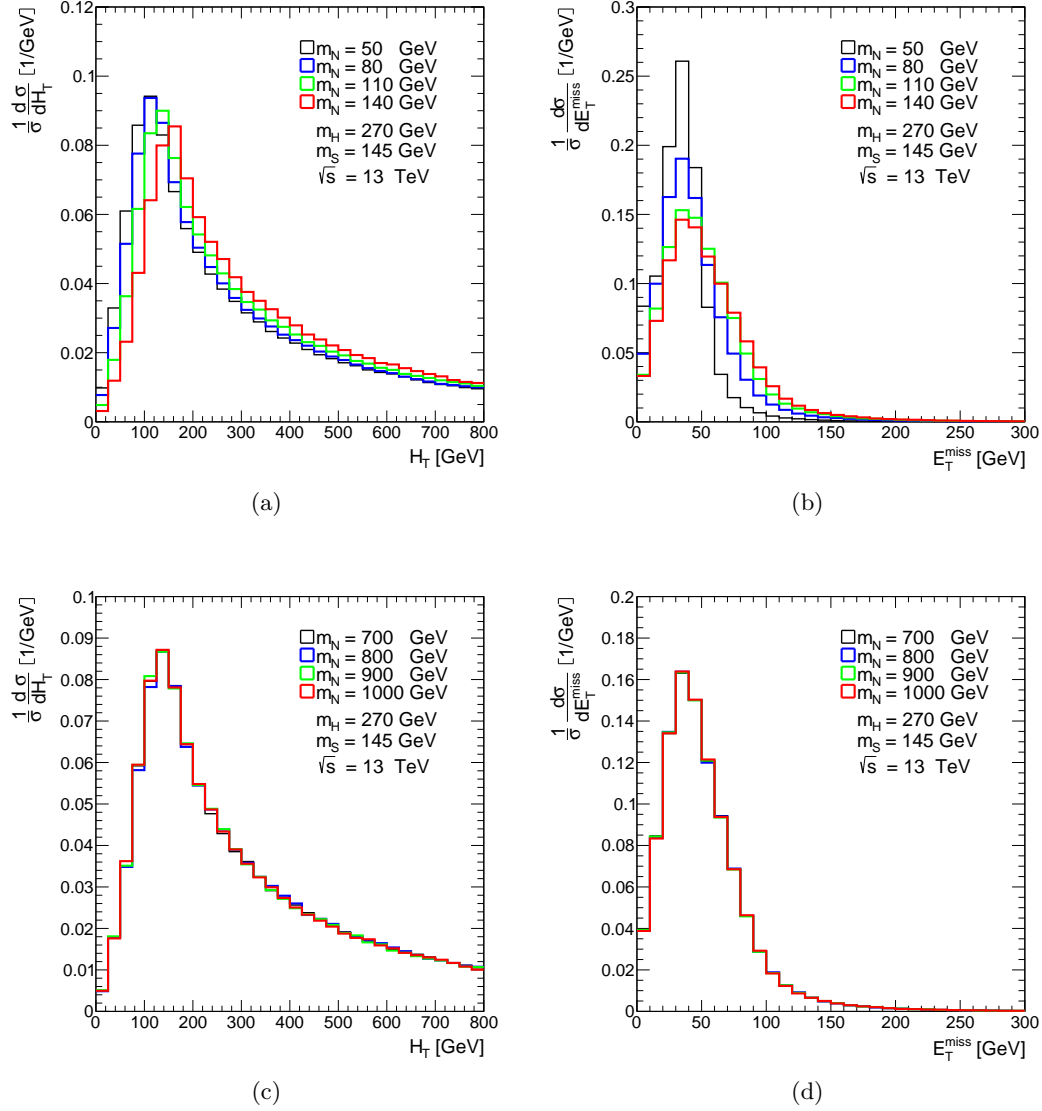 1/σ dσ/dH_T [1/GeV]
0.12
0.1
0.08
0.06
0.04
0.02
0
m_N = 50 GeV
m_N = 80 GeV
m_N = 110 GeV
m_N = 140 GeV
m_H = 270 GeV
m_S = 145 GeV
√s = 13 TeV
0 100 200 300 400 500 600 700 800
H_T [GeV]
(a)
1/σ dσ/dE_T^miss [1/GeV]
0.3
0.25
0.2
0.15
0.1
0.05
0
m_N = 50 GeV
m_N = 80 GeV
m_N = 110 GeV
m_N = 140 GeV
m_H = 270 GeV
m_S = 145 GeV
√s = 13 TeV
0 50 100 150 200 250 300
E_T^miss [GeV]
(b)
1/σ dσ/dH_T [1/GeV]
0.1
0.09
0.08
0.07
0.06
0.05
0.04
0.03
0.02
0.01
0
m_N = 700 GeV
m_N = 800 GeV
m_N = 900 GeV
m_N = 1000 GeV
m_H = 270 GeV
m_S = 145 GeV
√s = 13 TeV
0 100 200 300 400 500 600 700 800
H_T [GeV]
(c)
1/σ dσ/dE_T^miss [1/GeV]
0.2
0.18
0.16
0.14
0.12
0.1
0.08
0.06
0.04
0.02
0
m_N = 700 GeV
m_N = 800 GeV
m_N = 900 GeV
m_N = 1000 GeV
m_H = 270 GeV
m_S = 145 GeV
√s = 13 TeV
0 50 100 150 200 250 300
E_T^miss [GeV]
(d)